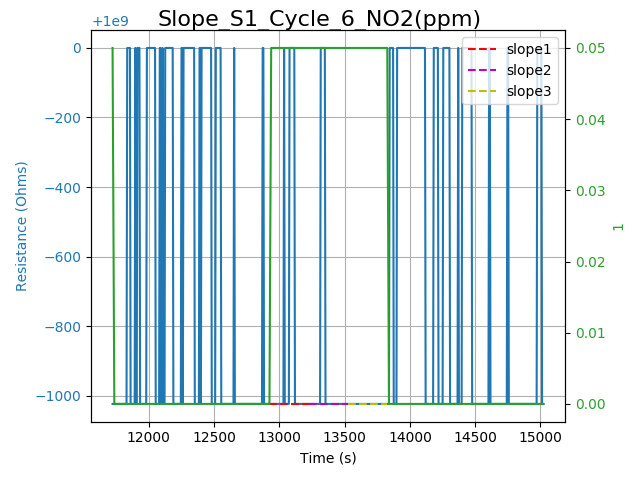 Slope_S1_Cycle_6_NO2(ppm)
+1e9
slope1
slope2
slope3
0
−200
−400
−600
−800
−1000
Resistance (Ohms)
0.05
0.04
0.03
0.02
0.01
0.00
1
12000 12500 13000 13500 14000 14500 15000
Time (s)